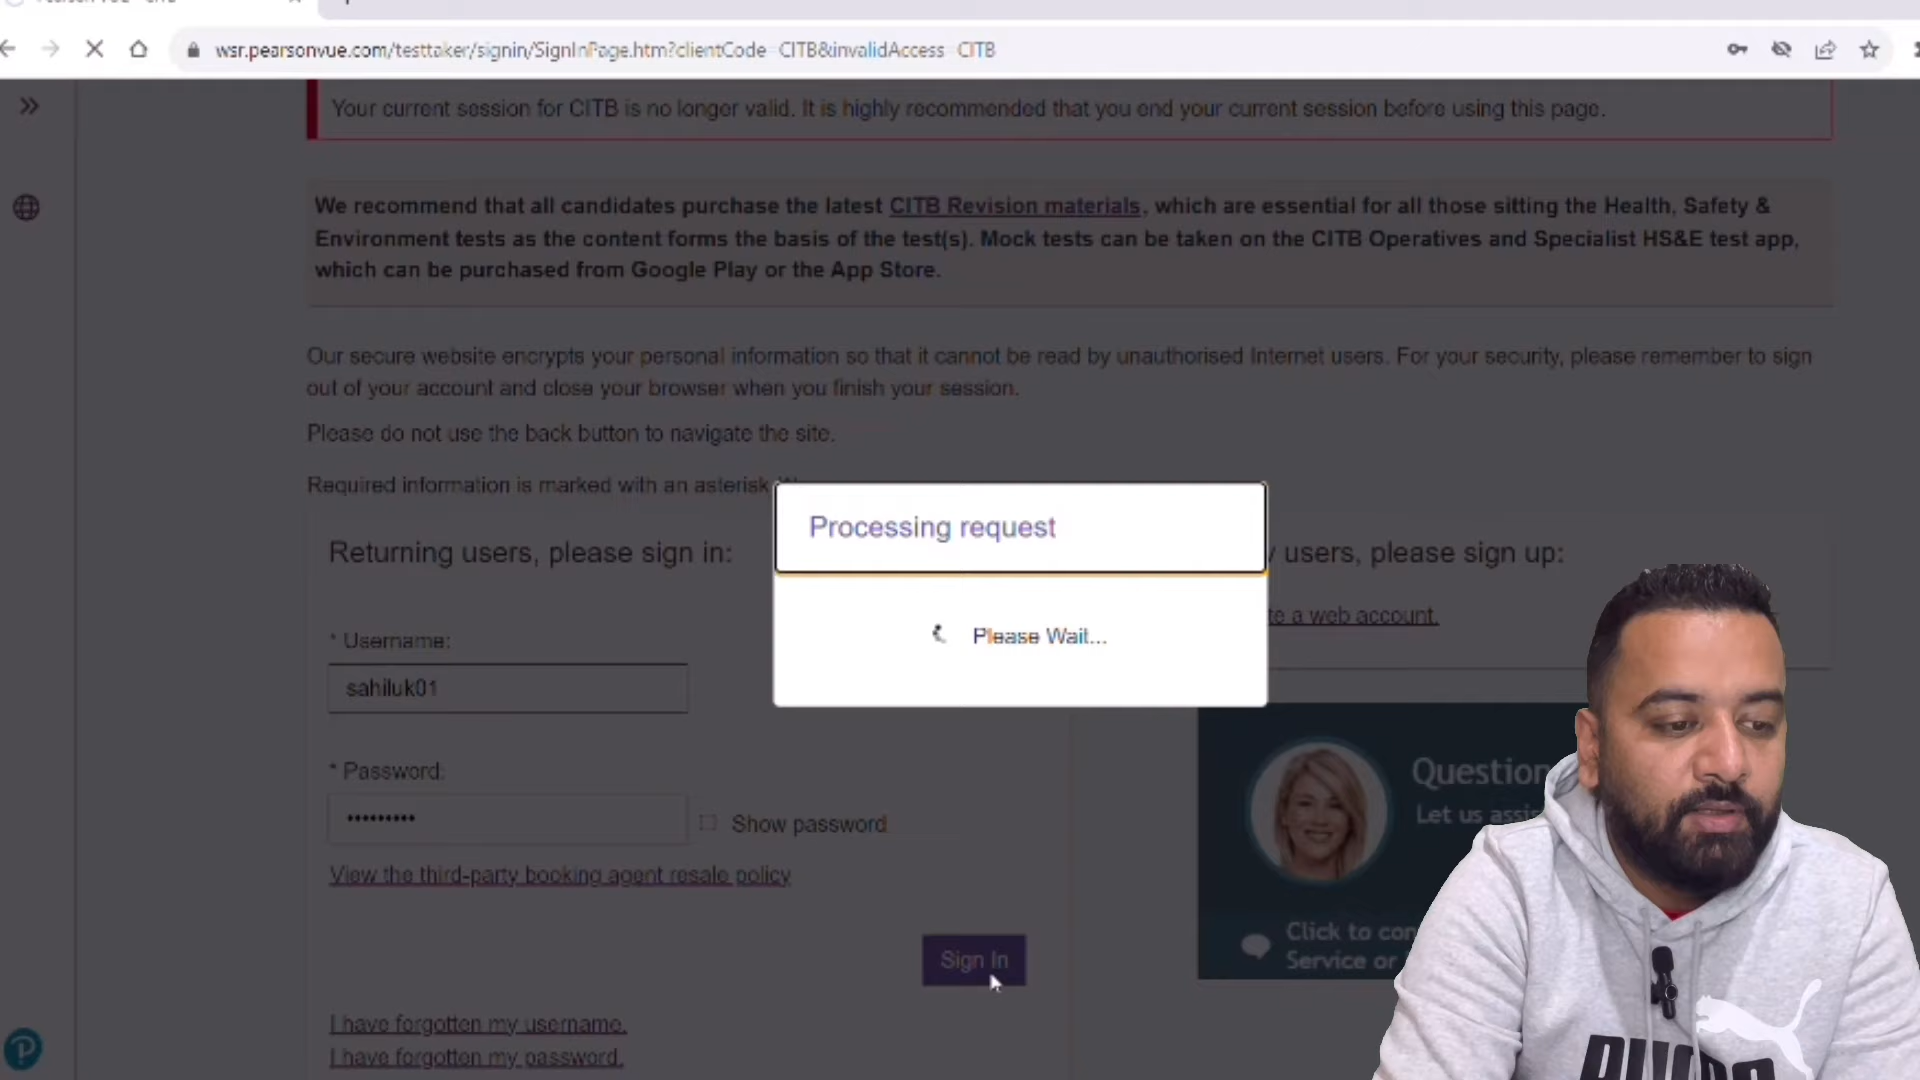 wsr.pearsonvue.com/testtaker/signin/SignInPage.htm?clientCode CITB&invalidAccess CITB
Your current session for CITB is no longer valid. It is highly recommended that you end your current session before using this page.
We recommend that all candidates purchase the latest CITB Revision materials, which are essential for all those sitting the Health, Safety &
Environment tests as the content forms the basis of the test(s). Mock tests can be taken on the CITB Operatives and Specialist HS&E test app,
which can be purchased from Google Play or the App Store.
Our secure website encrypts your personal information so that it cannot be read by unauthorised Internet users. For your security, please remember to sign
out of your account and close your browser when you finish your session.
Please do not use the back button to navigate the site.
Required information is marked with an asterisk
Processing request
Please Wait...
Returning users, please sign in:
* Username:
sahiluk01
* Password:
•••••••••
Show password
View the third-party booking agent resale policy
Sign In
I have forgotten my username.
I have forgotten my password.
users, please sign up:
a web account.
Question
Let us
Click to
Service or